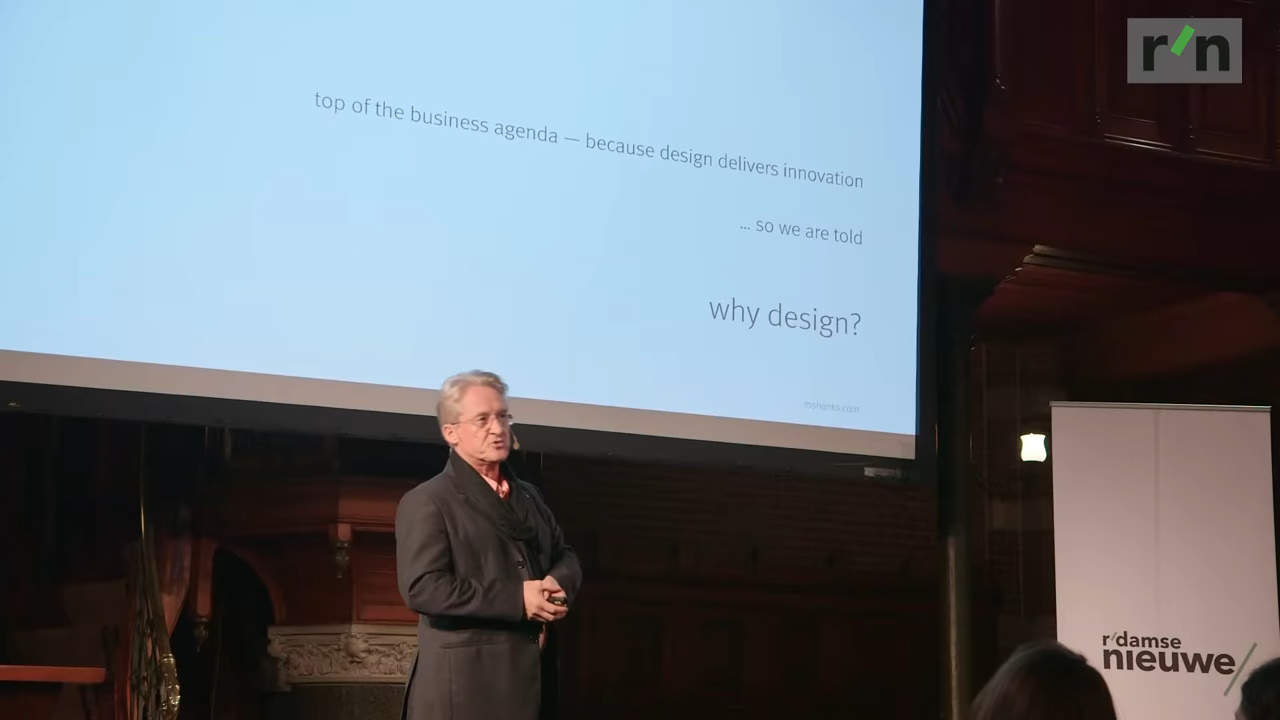 r/n
top of the business agenda — because design delivers innovation
... so we are told
why design?
mshanks.com
r/damse
nieuwe/